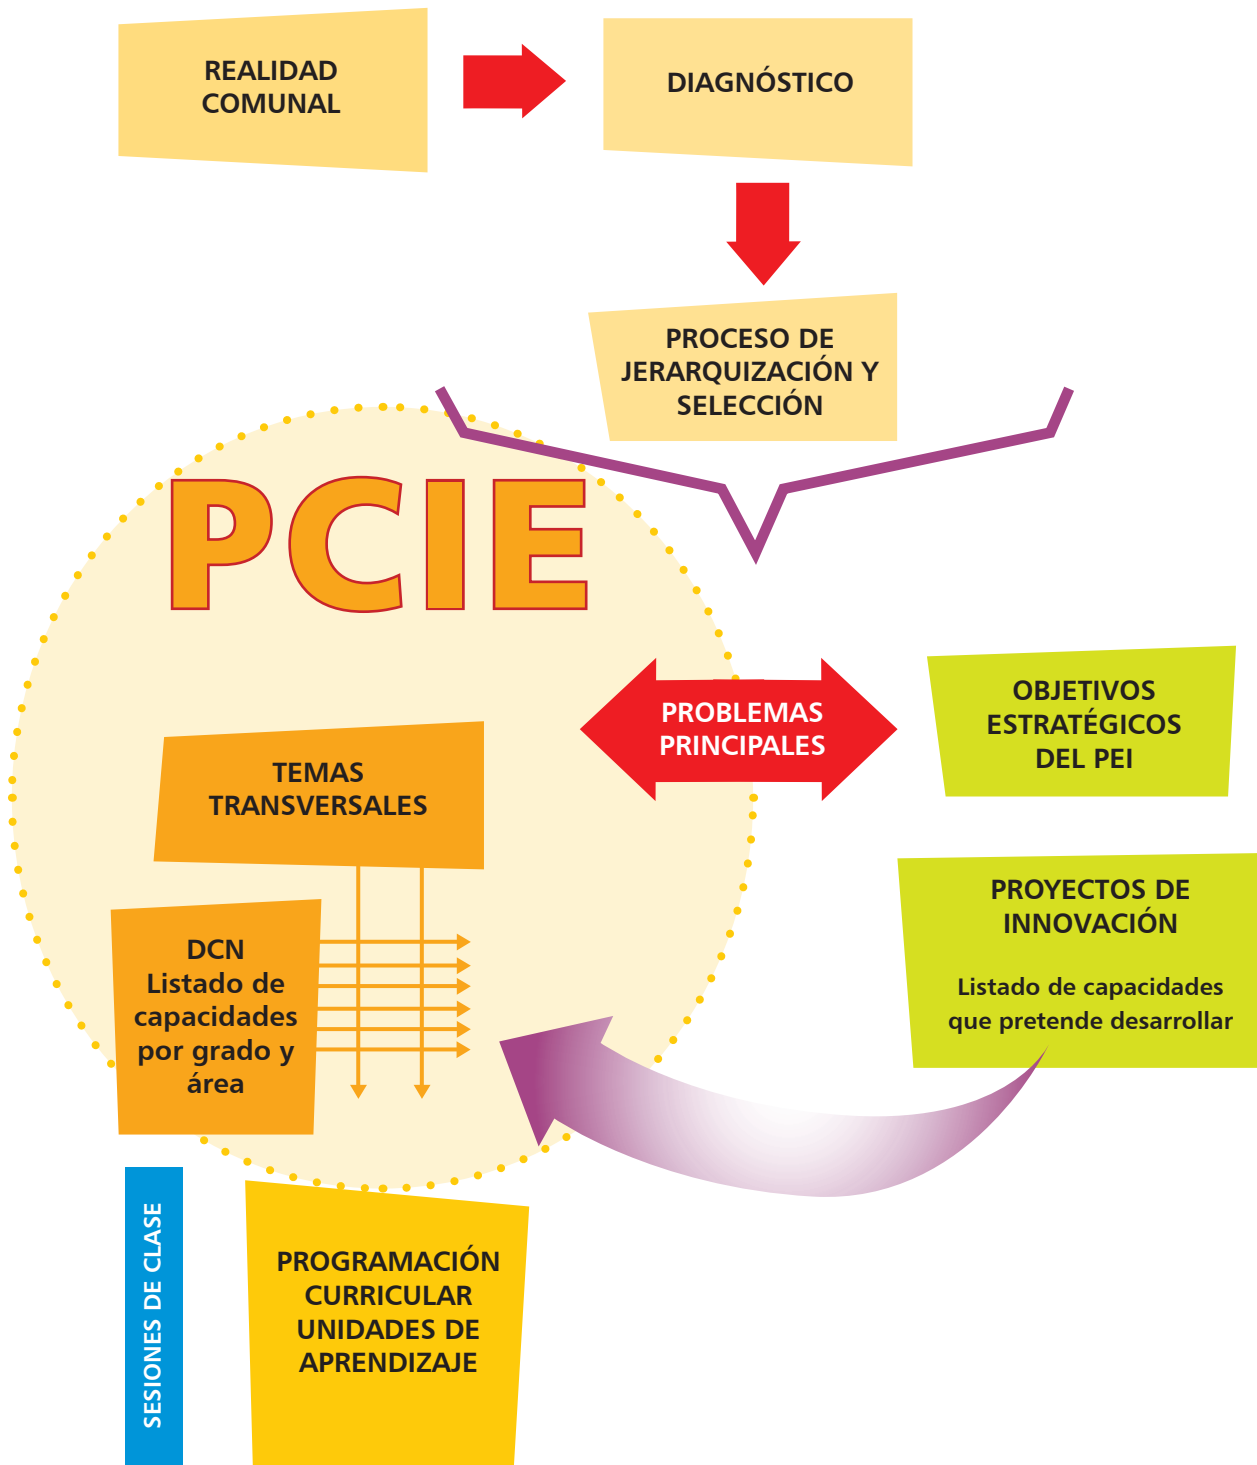 REALIDAD
COMUNAL
DIAGNÓSTICO
PROCESO DE
JERARQUIZACIÓN Y
SELECCIÓN
PCIE
PROBLEMAS
PRINCIPALES
OBJETIVOS
ESTRATÉGICOS
DEL PEI
TEMAS
TRANSVERSALES
PROYECTOS DE
INNOVACIÓN
Listado de capacidades
que pretende desarrollar
DCN
Listado de
capacidades
por grado y
área
SESIONES DE CLASE
PROGRAMACIÓN
CURRICULAR
UNIDADES DE
APRENDIZAJE